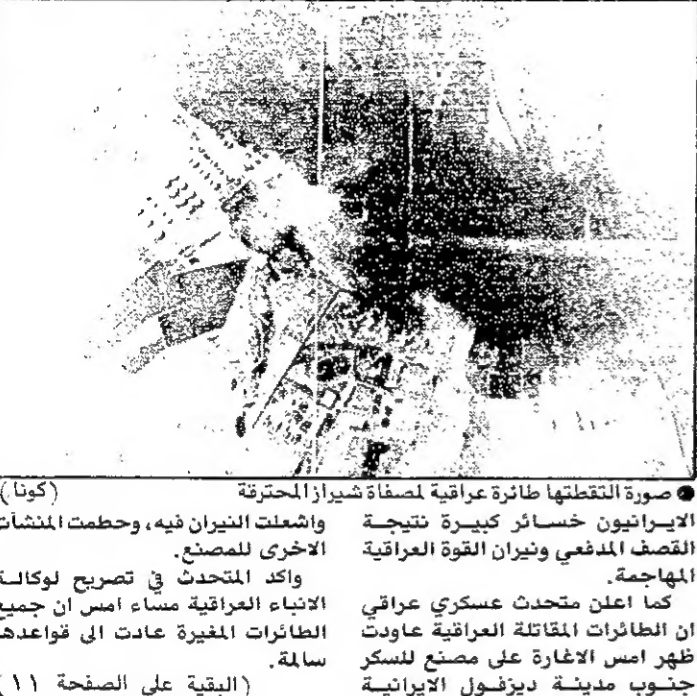 ● صورة التقطتها طائرة عراقية لمصفاة شيراز المحترقة (كونا)
الايرانيون خسائر كبيرة نتيجة
القصف المدفعي ونيران القوة العراقية
المهاجمة.
كما اعلن متحدث عسكري عراقي
ان الطائرات المقاتلة العراقية عاودت
ظهر امس الاغارة على مصنع للسكر
جنوب مدينة ديزفول الايرانية
واشعلت النيران فيه، وحطمت المنشآت
الاخرى للمصنع.
واكد المتحدث في تصريح لوكالة
الانباء العراقية مساء امس ان جميع
الطائرات المغيرة عادت الى قواعدها
سالمة.
(البقية على الصفحة ١١)